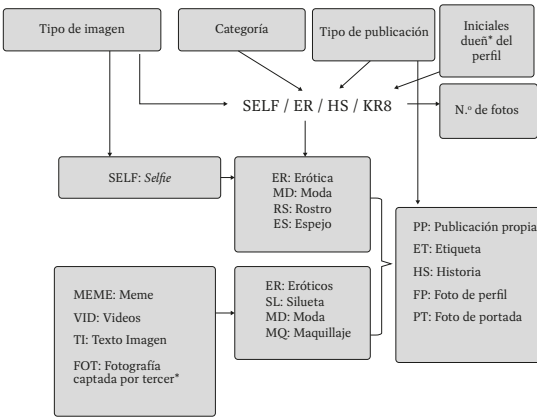 Tipo de imagen
Categoría
Tipo de publicación
Iniciales
dueñ* del
perfil
SELF / ER / HS / KR8
N.º de fotos
SELF: Selfie
ER: Erótica
MD: Moda
RS: Rostro
ES: Espejo
MEME: Meme
VID: Videos
TI: Texto Imagen
FOT: Fotografía
captada por tercer*
ER: Eróticos
SL: Silueta
MD: Moda
MQ: Maquillaje
PP: Publicación propia
ET: Etiqueta
HS: Historia
FP: Foto de perfil
PT: Foto de portada